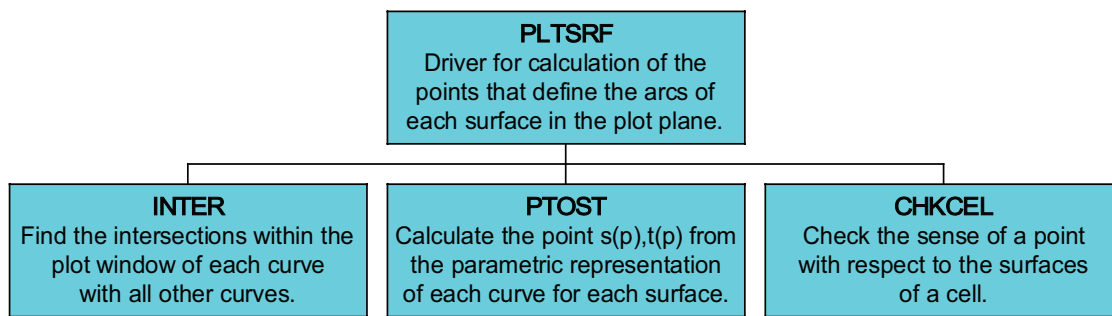 PLTSRF
Driver for calculation of the
points that define the arcs of
each surface in the plot plane.
INTER
Find the intersections within the
plot window of each curve
with all other curves.
PTOST
Calculate the point s(p),t(p) from
the parametric representation
of each curve for each surface.
CHKCEL
Check the sense of a point
with respect to the surfaces
of a cell.